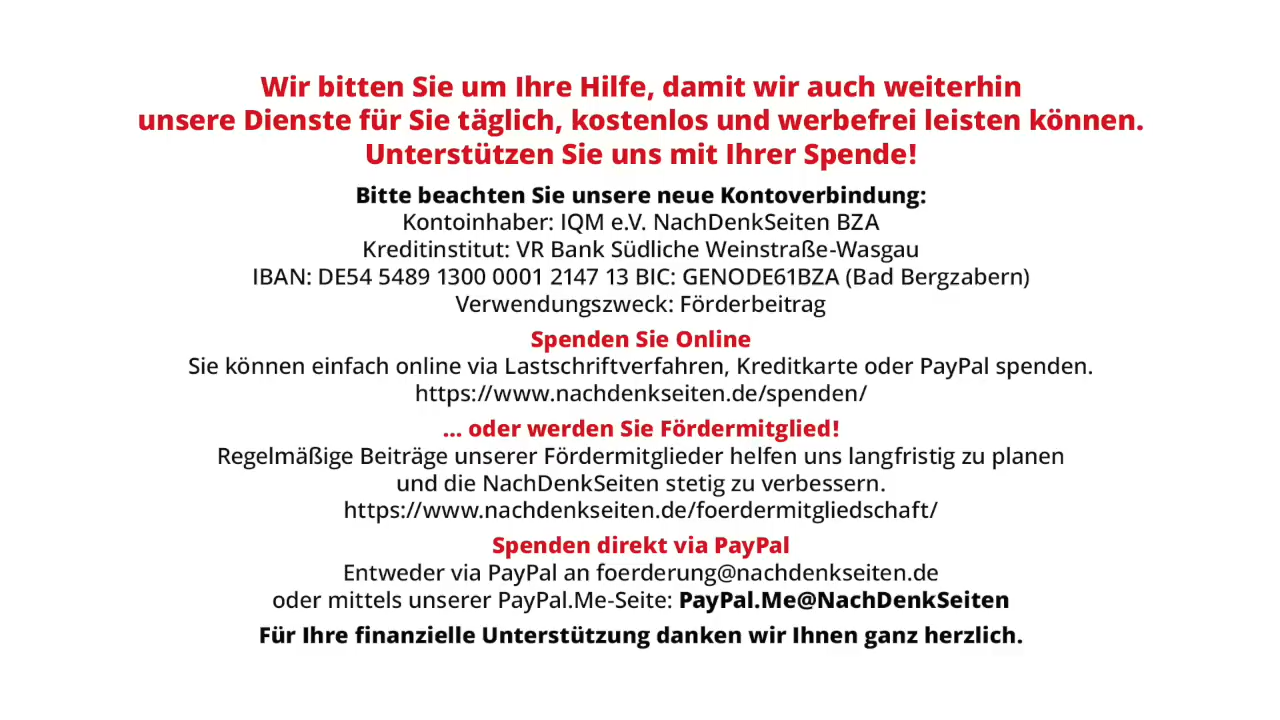 Wir bitten Sie um Ihre Hilfe, damit wir auch weiterhin
unsere Dienste für Sie täglich, kostenlos und werbefrei leisten können.
Unterstützen Sie uns mit Ihrer Spende!
Bitte beachten Sie unsere neue Kontoverbindung:
Kontoinhaber: IQM e.V. NachDenkSeiten BZA
Kreditinstitut: VR Bank Südliche Weinstraße-Wasgau
IBAN: DE54 5489 1300 0001 2147 13 BIC: GENODE61BZA (Bad Bergzabern)
Verwendungszweck: Förderbeitrag
Spenden Sie Online
Sie können einfach online via Lastschriftverfahren, Kreditkarte oder PayPal spenden.
https://www.nachdenkseiten.de/spenden/
... oder werden Sie Fördermitglied!
Regelmäßige Beiträge unserer Fördermitglieder helfen uns langfristig zu planen
und die NachDenkSeiten stetig zu verbessern.
https://www.nachdenkseiten.de/foerdermitgliedschaft/
Spenden direkt via PayPal
Entweder via PayPal an foerderung@nachdenkseiten.de
oder mittels unserer PayPal.Me-Seite: PayPal.Me@NachDenkSeiten
Für Ihre finanzielle Unterstützung danken wir Ihnen ganz herzlich.